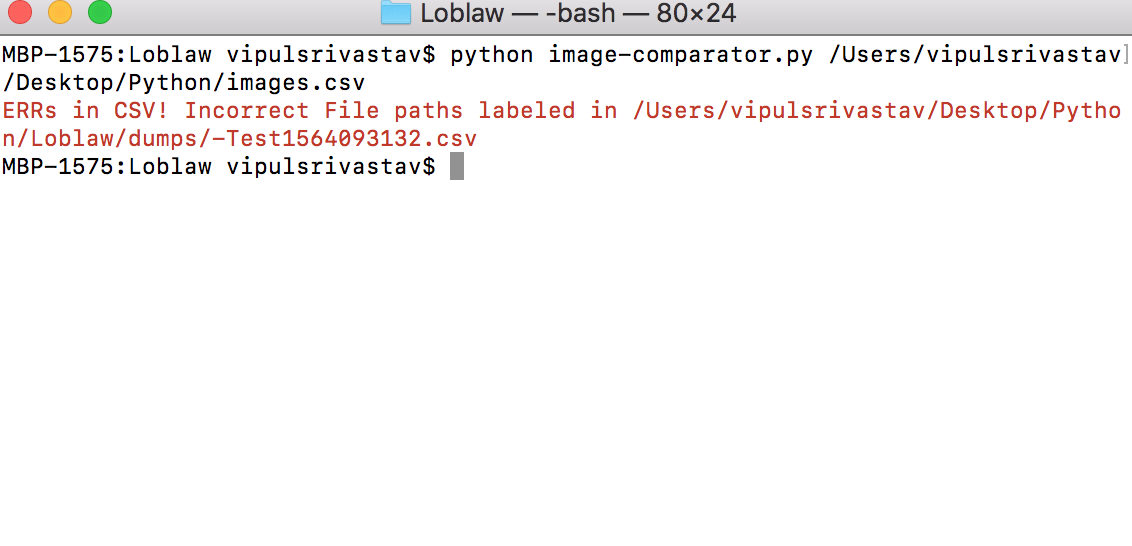 Loblaw — -bash — 80×24
MBP-1575:Loblaw vipulsrivastav$ python image-comparator.py /Users/vipulsrivastav]
/Desktop/Python/images.csv
ERRs in CSV! Incorrect File paths labeled in /Users/vipulsrivastav/Desktop/Pytho
n/Loblaw/dumps/-Test1564093132.csv
MBP-1575:Loblaw vipulsrivastav$